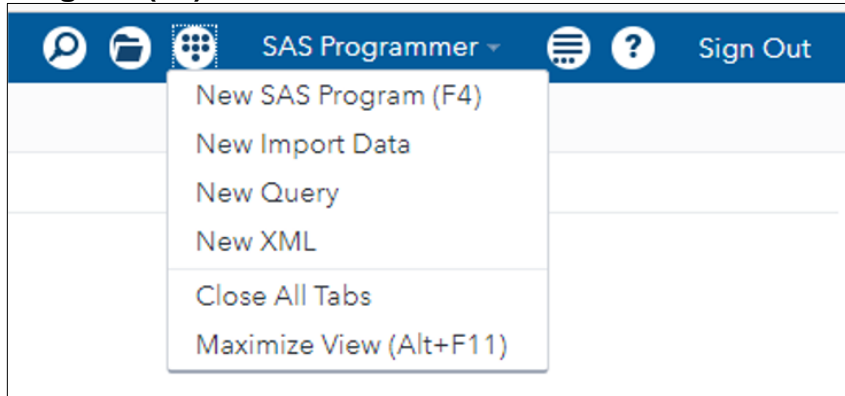 SAS Programmer
? Sign Out
New SAS Program (F4)
New Import Data
New Query
New XML
Close All Tabs
Maximize View (Alt+F11)